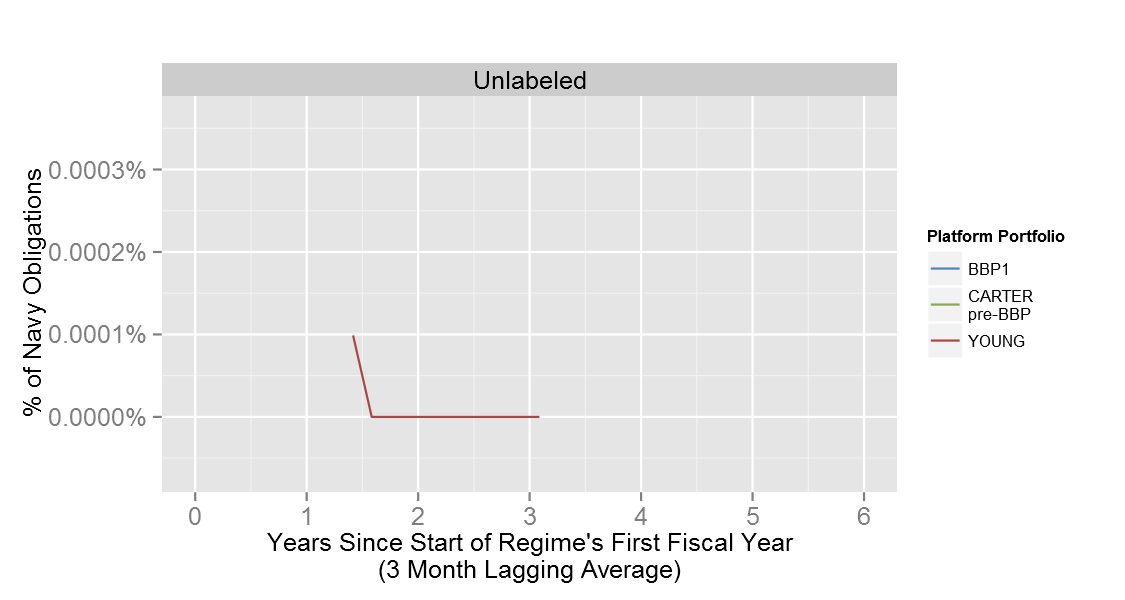 Unlabeled
% of Navy Obligations
0.0003%
0.0002%
0.0001%
0.0000%
0 1 2 3 4 5 6
Years Since Start of Regime's First Fiscal Year
(3 Month Lagging Average)
Platform Portfolio
BBP1
CARTER
pre-BBP
YOUNG